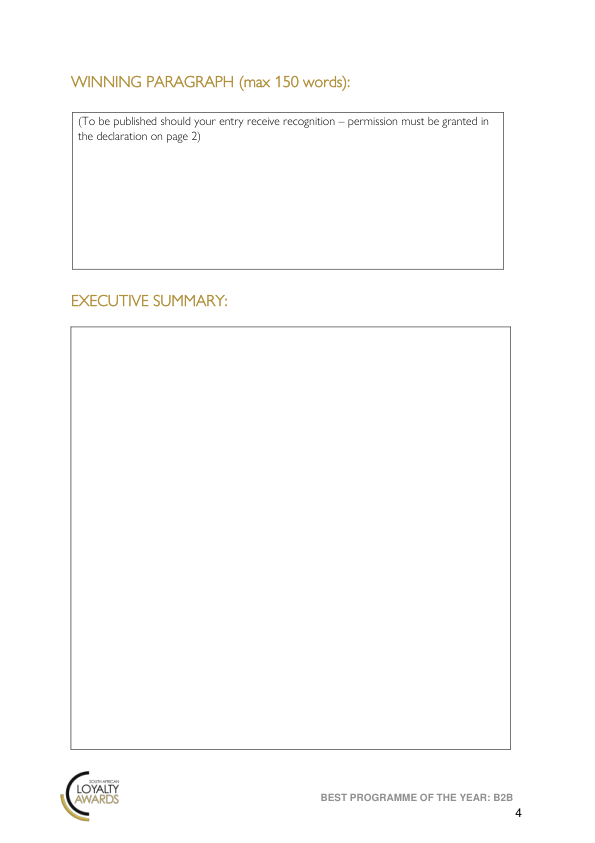 WINNING PARAGRAPH (max 150 words):
(To be published should your entry receive recognition – permission must be granted in
the declaration on page 2)
EXECUTIVE SUMMARY:
SOUTH AFRICAN
LOYALTY
AWARDS
BEST PROGRAMME OF THE YEAR: B2B
4